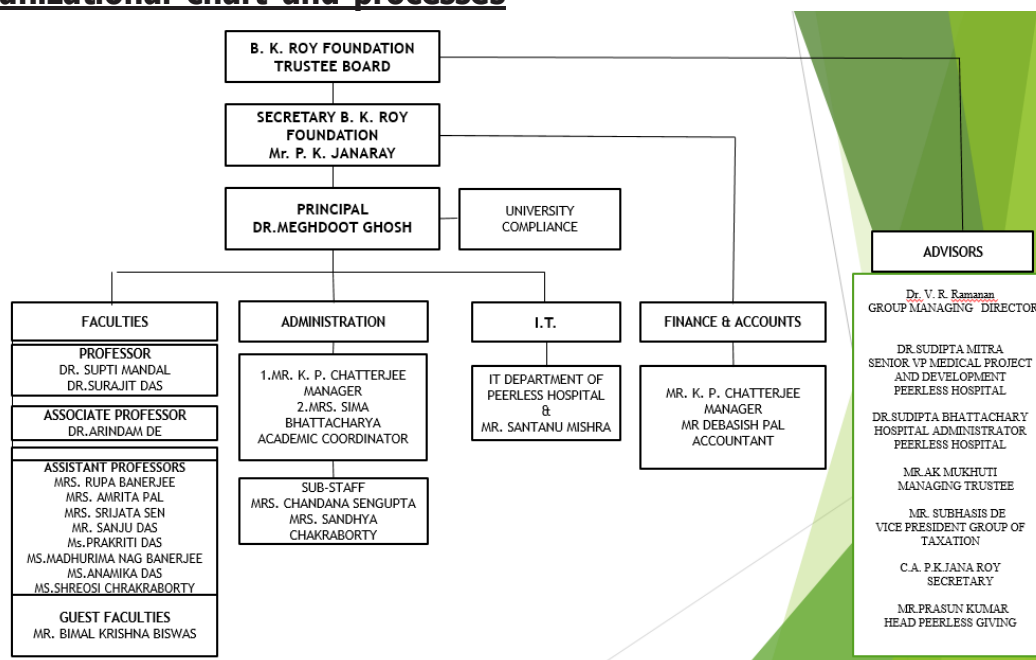 anizational chart and processes
B. K. ROY FOUNDATION
TRUSTEE BOARD
SECRETARY B. K. ROY
FOUNDATION
Mr. P. K. JANARAY
PRINCIPAL
DR.MEGHDOOT GHOSH
UNIVERSITY
COMPLIANCE
FACULTIES
PROFESSOR
DR. SUPTI MANDAL
DR.SURAJIT DAS
ASSOCIATE PROFESSOR
DR.ARINDAM DE
ASSISTANT PROFESSORS
MRS. RUPA BANERJEE
MRS. AMRITA PAL
MRS. SRIJATA SEN
MR. SANJU DAS
Ms.PRAKRITI DAS
MS.MADHURIMA NAG BANERJEE
MS.ANAMIKA DAS
MS.SHREOSI CHRAKRABORTY
GUEST FACULTIES
MR. BIMAL KRISHNA BISWAS
ADMINISTRATION
1.MR. K. P. CHATTERJEE
MANAGER
2.MRS. SIMA
BHATTACHARYA
ACADEMIC COORDINATOR
SUB-STAFF
MRS. CHANDANA SENGUPTA
MRS. SANDHYA
CHAKRABORTY
I.T.
IT DEPARTMENT OF
PEERLESS HOSPITAL
&
MR. SANTANU MISHRA
FINANCE & ACCOUNTS
MR. K. P. CHATTERJEE
MANAGER
MR DEBASISH PAL
ACCOUNTANT
ADVISORS
Dr. V. R. Ramanan
GROUP MANAGING DIRECTOR
DR.SUDIPTA MITRA
SENIOR VP MEDICAL PROJECT
AND DEVELOPMENT
PEERLESS HOSPITAL
DR.SUDIPTA BHATTACHARY
HOSPITAL ADMINISTRATOR
PEERLESS HOSPITAL
MR.AK MUKHUTI
MANAGING TRUSTEE
MR. SUBHASIS DE
VICE PRESIDENT GROUP OF
TAXATION
C.A. P.K.JANA ROY
SECRETARY
MR.PRASUN KUMAR
HEAD PEERLESS GIVING